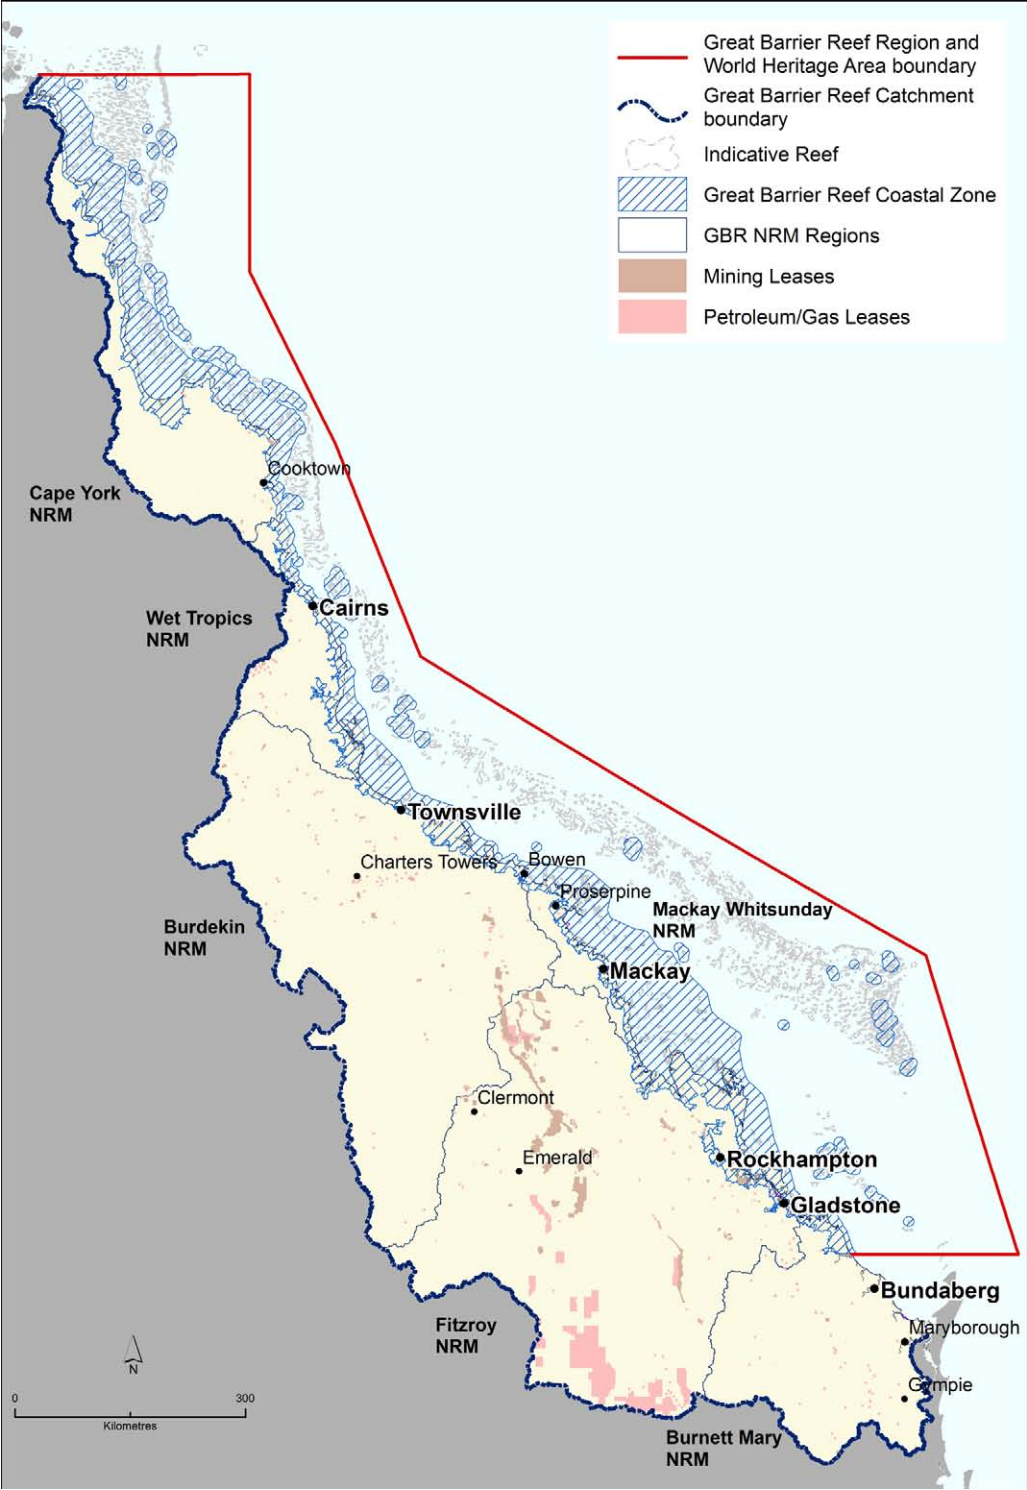 Great Barrier Reef Region and
World Heritage Area boundary
Great Barrier Reef Catchment
boundary
Indicative Reef
Great Barrier Reef Coastal Zone
GBR NRM Regions
Mining Leases
Petroleum/Gas Leases
Cooktown
Cape York
NRM
Cairns
Wet Tropics
NRM
Townsville
Charters Towers
Bowen
Proserpine
Mackay Whitsunday
NRM
Burdekin
NRM
Mackay
Clermont
Emerald
Rockhampton
Gladstone
Bundaberg
Maryborough
Fitzroy
NRM
N
Gympie
0
300
Kilometres
Burnett Mary
NRM